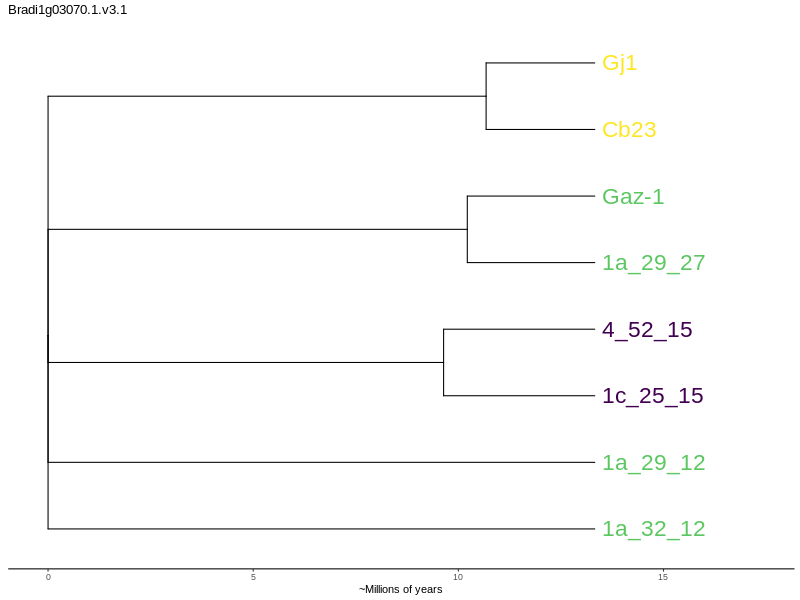 Bradi1g03070.1.v3.1
Gj1
Cb23
Gaz-1
1a_29_27
4_52_15
1c_25_15
1a_29_12
1a_32_12
0 5 10 15
~Millions of years